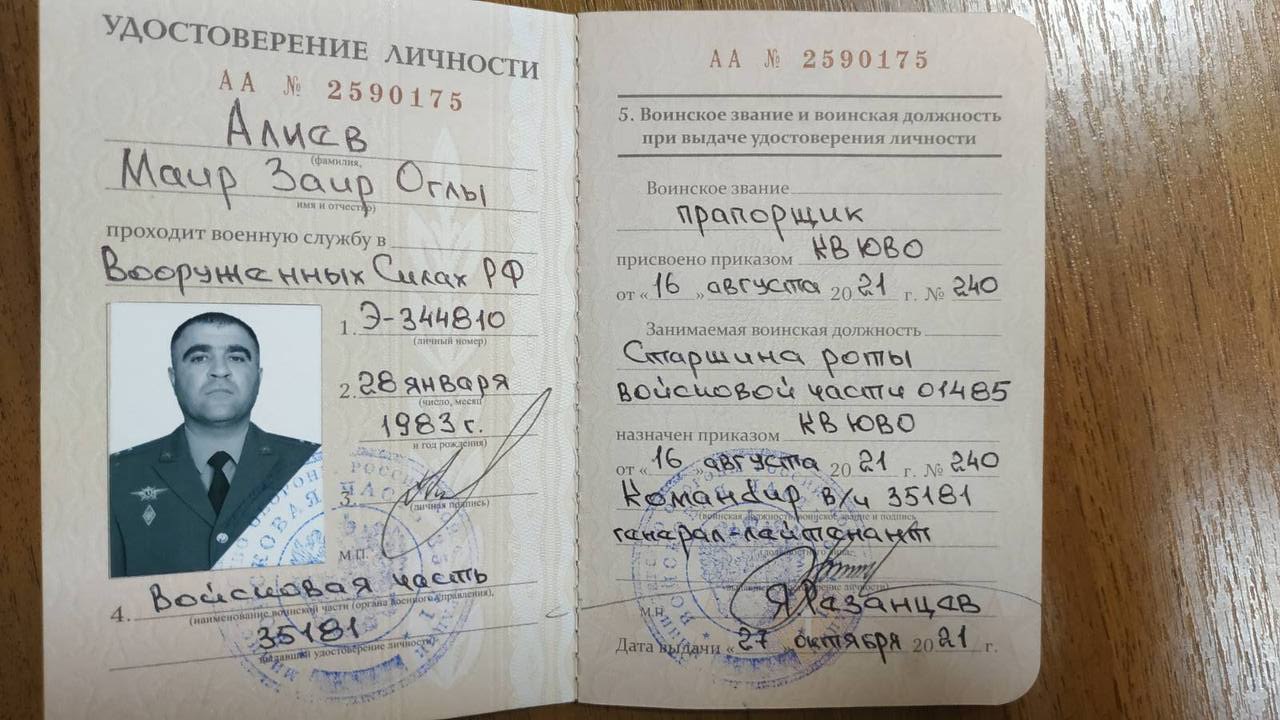 УДОСТОВЕРЕНИЕ ЛИЧНОСТИ
АА № 2590175
Алиев
(фамилия,
Маир Заир Оглы
имя и отчество)
проходит военную службу в
Вооруженных Силах РФ
1. Э-344810
(личный номер)
2. 28 января
(число, месяц
1983 г.
и год рождения)
3.
(личная подпись)
М.П.
4. Войсковая часть
(наименование воинской части (органа военного управления),
35181
выдавшей удостоверение личности)
АА № 2590175
5. Воинское звание и воинская должность
при выдаче удостоверения личности
Воинское звание
прапорщик
присвоено приказом КВ ЮВО
от «16» августа 2021 г. № 240
Занимаемая воинская должность
Старшина роты
войсковой части 01485
назначен приказом КВ ЮВО
от «16» августа 2021 г. № 240
Командир в/ч 35181
(воинская должность, воинское звание и подпись
генерал-лейтенант
М.П.
Дата выдачи «27» октября 2021 г.